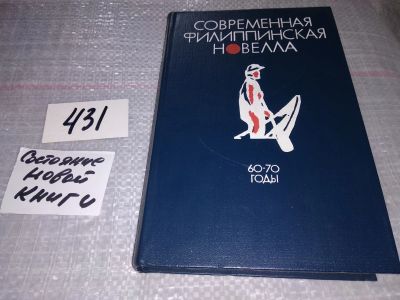 СОВРЕМЕННАЯ
ФИЛИППИНСКАЯ
НОВЕЛЛА
60-70
ГОДЫ
431
Состояние
новой
книги